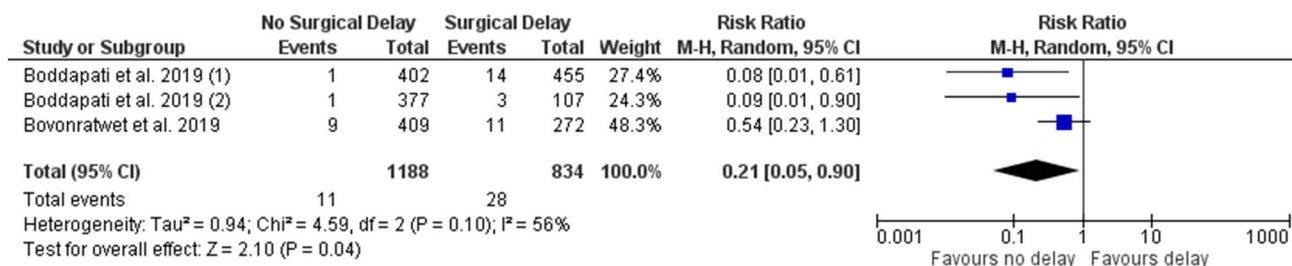 No Surgical Delay Surgical Delay Risk Ratio Risk Ratio
Study or Subgroup Events Total Events Total Weight M-H, Random, 95% CI M-H, Random, 95% CI
Boddapati et al. 2019 (1) 1 402 14 455 27.4% 0.08 [0.01, 0.61]
Boddapati et al. 2019 (2) 1 377 3 107 24.3% 0.09 [0.01, 0.90]
Bovonratwet et al. 2019 9 409 11 272 48.3% 0.54 [0.23, 1.30]
Total (95% CI) 1188 834 100.0% 0.21 [0.05, 0.90]
Total events 11 28
Heterogeneity: Tau² = 0.94; Chi² = 4.59, df = 2 (P = 0.10); I² = 56%
Test for overall effect: Z = 2.10 (P = 0.04)
0.001 0.1 1 10 1000
Favours no delay Favours delay